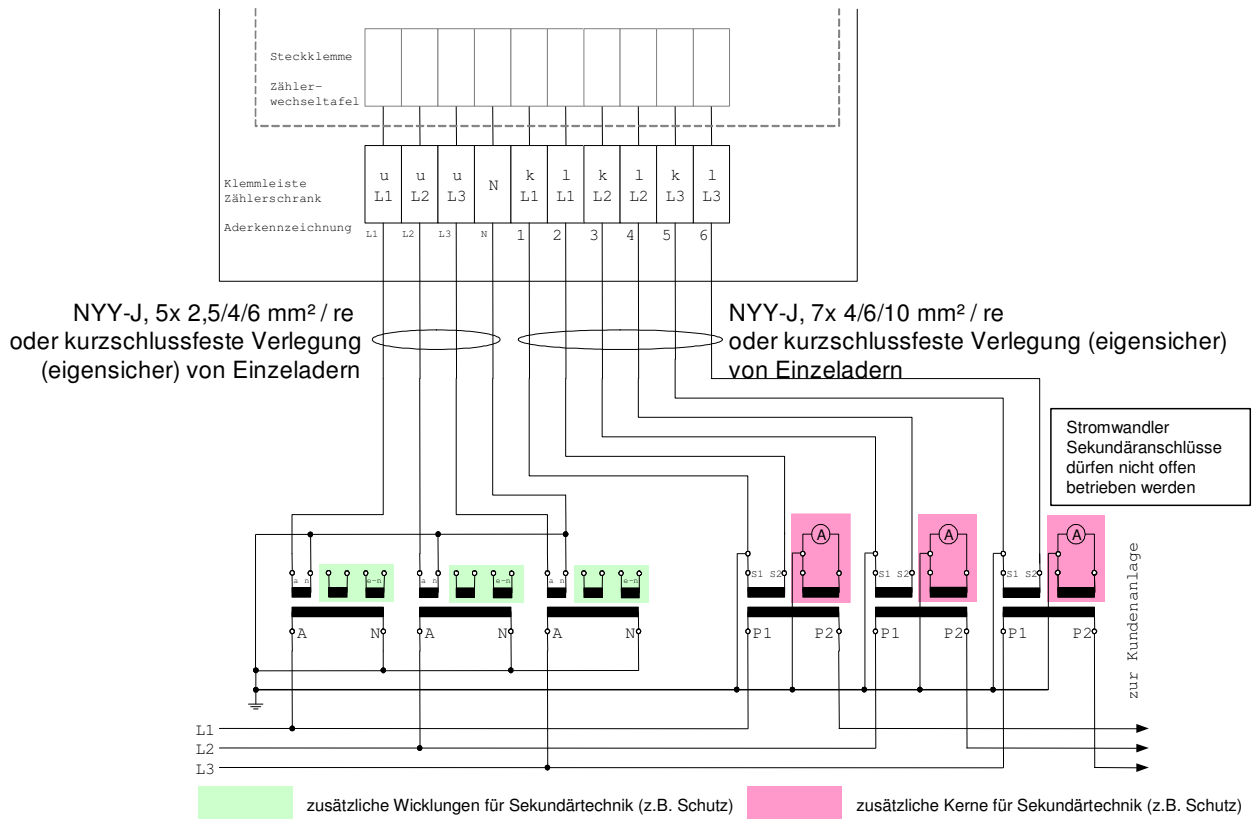 Steckklemme
Zähler-
wechseltafel
Klemmleiste
Zählerschrank
u u u N k l k l k l
L1 L2 L3 L1 L1 L2 L2 L3 L3
Aderkennzeichnung L1 L2 L3 N 1 2 3 4 5 6
NYY-J, 5x 2,5/4/6 mm² / re
oder kurzschlussfeste Verlegung
(eigensicher) von Einzeladern
NYY-J, 7x 4/6/10 mm² / re
oder kurzschlussfeste Verlegung (eigensicher)
von Einzeladern
Stromwandler
Sekundäranschlüsse
dürfen nicht offen
betrieben werden
A A A
a n e-n a n e-n a n e-n S1 S2 S1 S2 S1 S2
A N A N A N P1 P2 P1 P2 P1 P2
zur Kundenanlage
L1
L2
L3
zusätzliche Wicklungen für Sekundärtechnik (z.B. Schutz)
zusätzliche Kerne für Sekundärtechnik (z.B. Schutz)